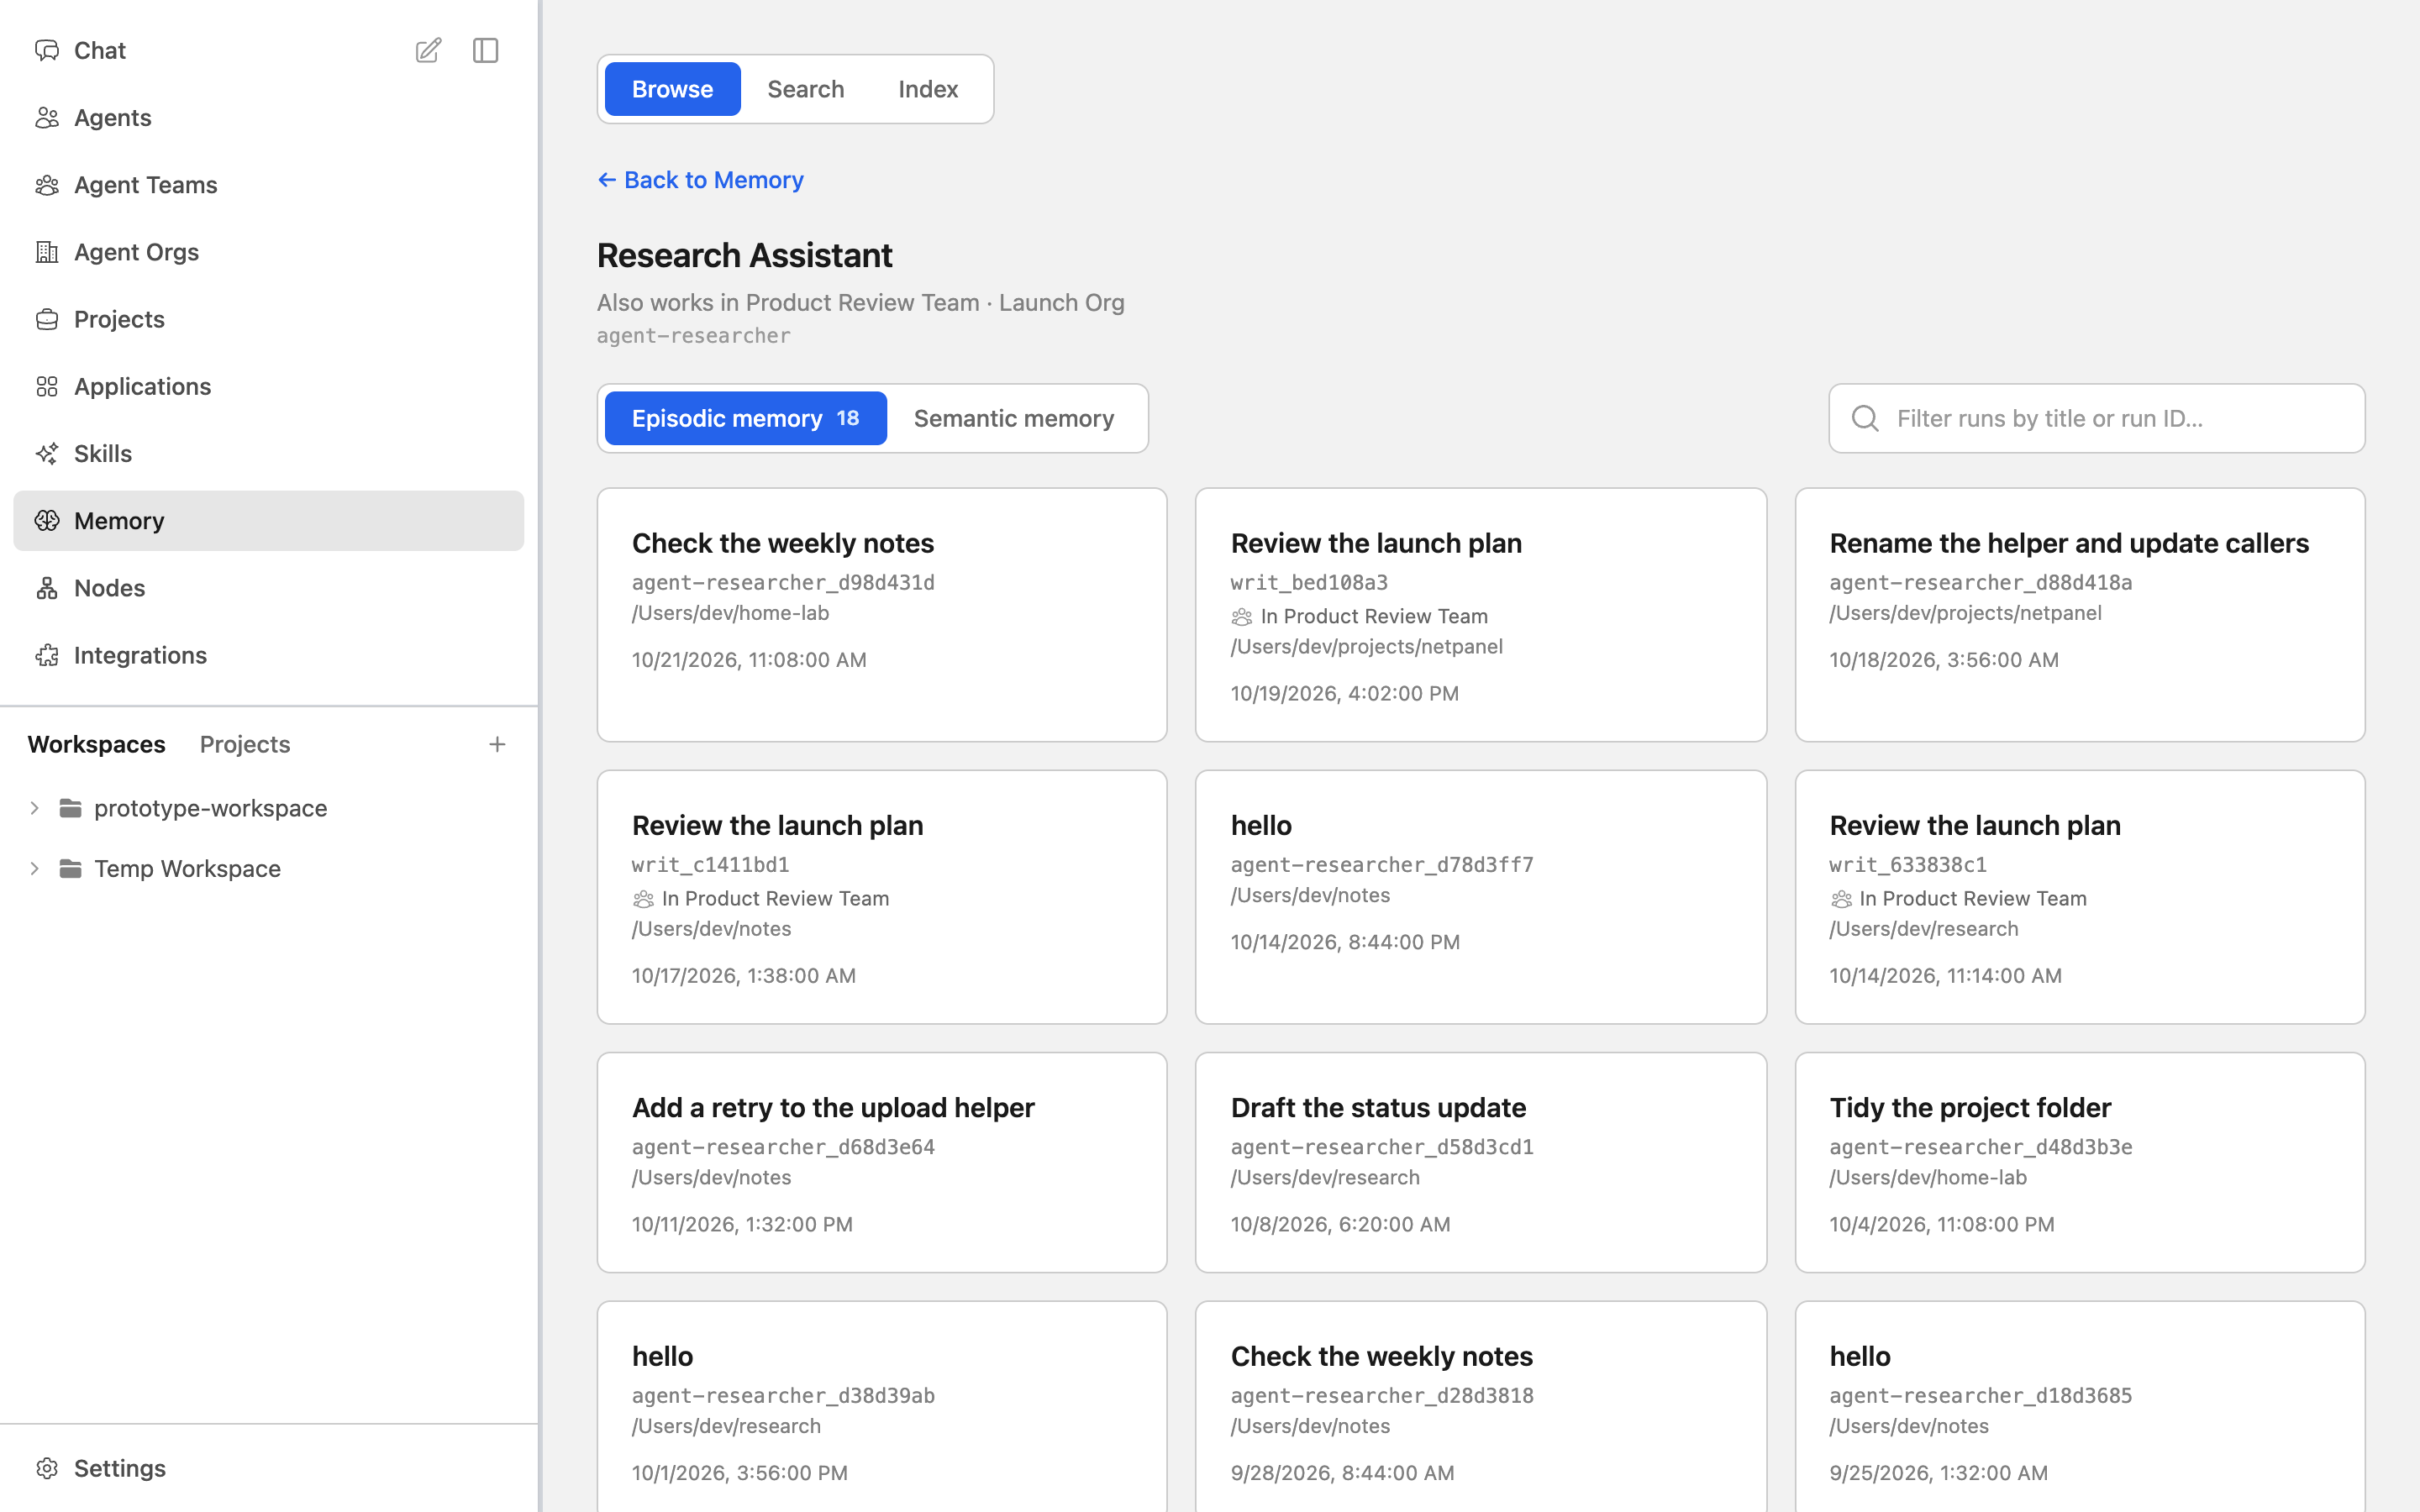 Chat
Agents
Agent Teams
Agent Orgs
Projects
Applications
Skills
Memory
Nodes
Integrations
Workspaces Projects
prototype-workspace
Temp Workspace
Settings
Browse Search Index
← Back to Memory
Research Assistant
Also works in Product Review Team · Launch Org
agent-researcher
Episodic memory 18 Semantic memory
Filter runs by title or run ID...
Check the weekly notes
agent-researcher_d98d431d
/Users/dev/home-lab
10/21/2026, 11:08:00 AM
Review the launch plan
writ_bed108a3
In Product Review Team
/Users/dev/projects/netpanel
10/19/2026, 4:02:00 PM
Rename the helper and update callers
agent-researcher_d88d418a
/Users/dev/projects/netpanel
10/18/2026, 3:56:00 AM
Review the launch plan
writ_c1411bd1
In Product Review Team
/Users/dev/notes
10/17/2026, 1:38:00 AM
hello
agent-researcher_d78d3ff7
/Users/dev/notes
10/14/2026, 8:44:00 PM
Review the launch plan
writ_633838c1
In Product Review Team
/Users/dev/research
10/14/2026, 11:14:00 AM
Add a retry to the upload helper
agent-researcher_d68d3e64
/Users/dev/notes
10/11/2026, 1:32:00 PM
Draft the status update
agent-researcher_d58d3cd1
/Users/dev/research
10/8/2026, 6:20:00 AM
Tidy the project folder
agent-researcher_d48d3b3e
/Users/dev/home-lab
10/4/2026, 11:08:00 PM
hello
agent-researcher_d38d39ab
/Users/dev/research
10/1/2026, 3:56:00 PM
Check the weekly notes
agent-researcher_d28d3818
/Users/dev/notes
9/28/2026, 8:44:00 AM
hello
agent-researcher_d18d3685
/Users/dev/notes
9/25/2026, 1:32:00 AM